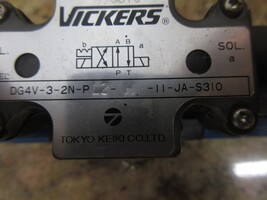 VICKERS
SOL.
a
A B
b
a
P T
DG4V-3-2N-P - -11-JA-S310
TOKYO KEIKI CO.,LTD.